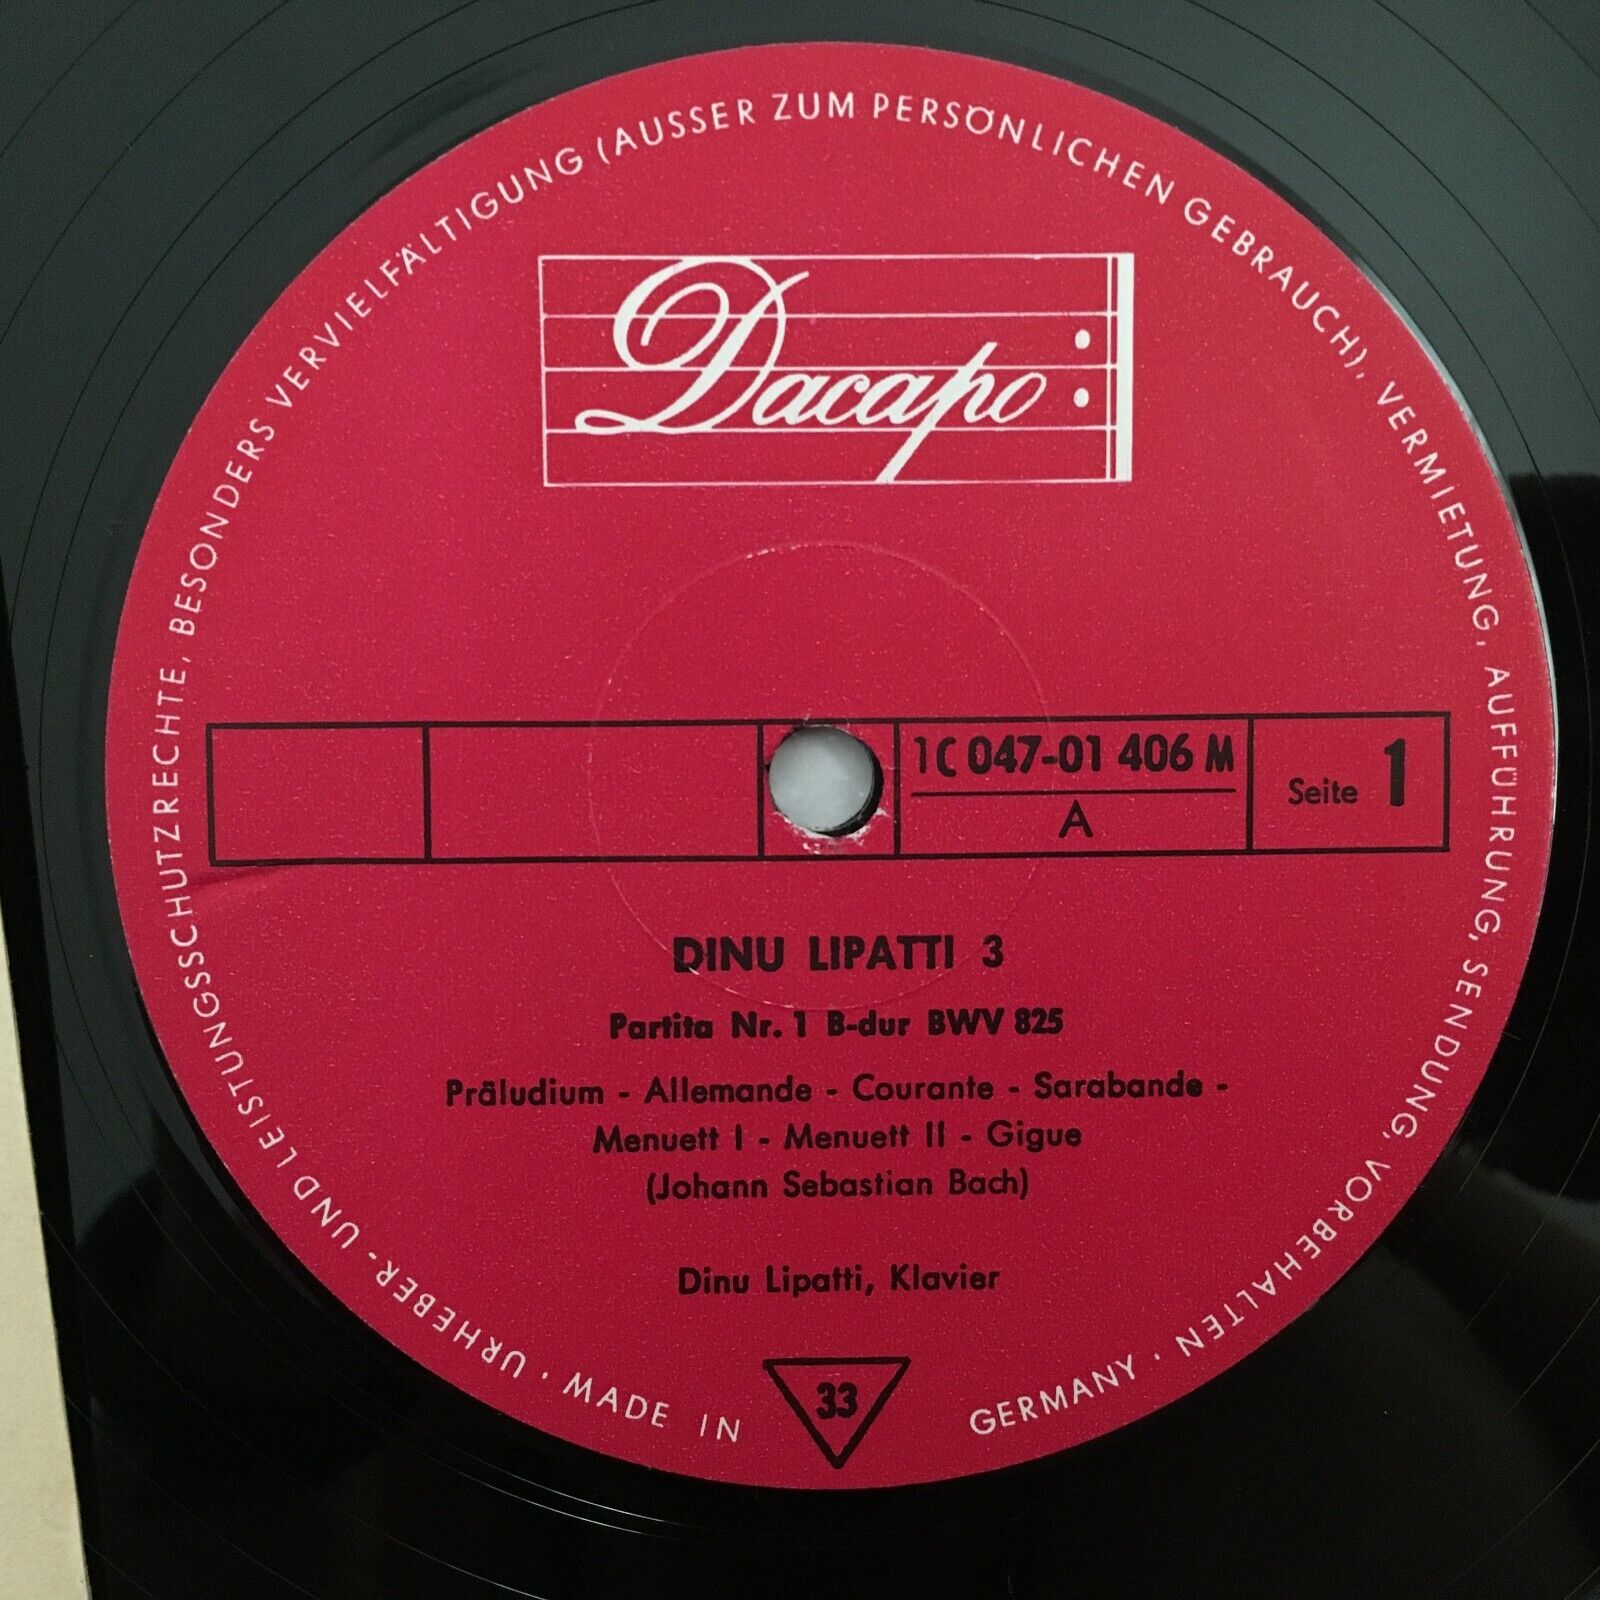 URHEBER- UND LEISTUNGSSCHUTZRECHTE, BESONDERS VERVIELFÄLTIGUNG (AUSSER ZUM PERSÖNLICHEN GEBRAUCH), VERMIETUNG, AUFFÜHRUNG, SENDUNG, VORBEHALTEN ·
Dacapo
1C 047-01 406 M
A
Seite 1
DINU LIPATTI 3
Partita Nr. 1 B-dur BWV 825
Präludium - Allemande - Courante - Sarabande -
Menuett I - Menuett II - Gigue
(Johann Sebastian Bach)
Dinu Lipatti, Klavier
33
· MADE IN GERMANY